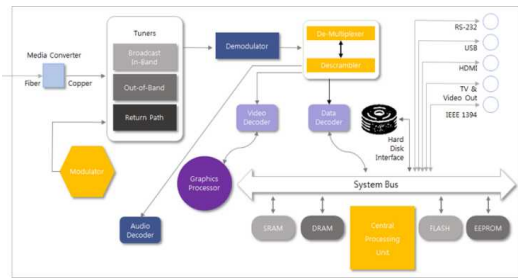 Media Converter
Fiber
Copper
Tuners
Broadcast
In-Band
Out-of-Band
Return Path
Modulator
Demodulator
De-Multiplexor
Descrambler
Video
Decoder
Data
Decoder
Graphics
Processor
Audio
Decoder
Hard
Disk
Interface
RS-232
USB
HDMI
TV &
Video Out
IEEE 1394
System Bus
SRAM
DRAM
Central
Processing
Unit
FLASH
EEPROM